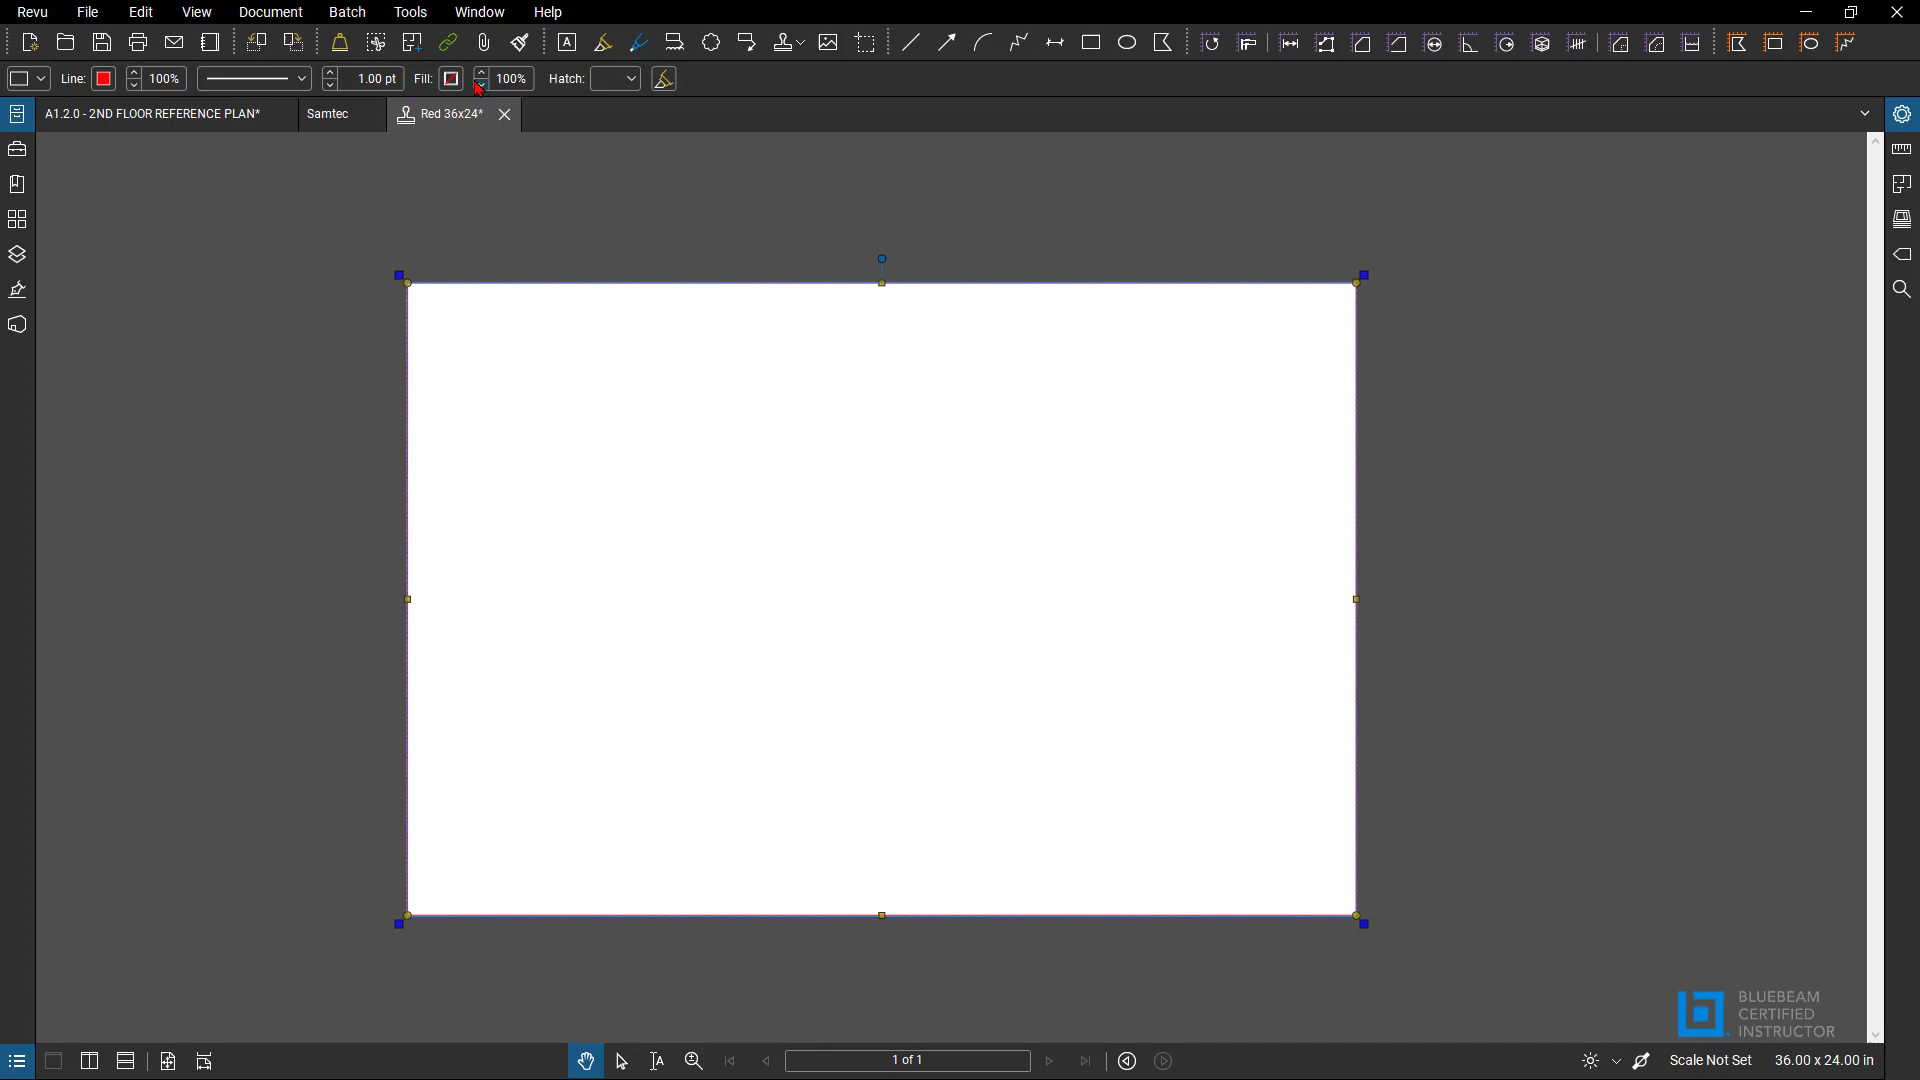 Revu File Edit View Document Batch Tools Window Help
Line: 100% 1.00 pt Fill: 100% Hatch:
A1.2.0 - 2ND FLOOR REFERENCE PLAN* Samtec Red 36x24*
BLUEBEAM
CERTIFIED
INSTRUCTOR
1 of 1 Scale Not Set 36.00 x 24.00 in